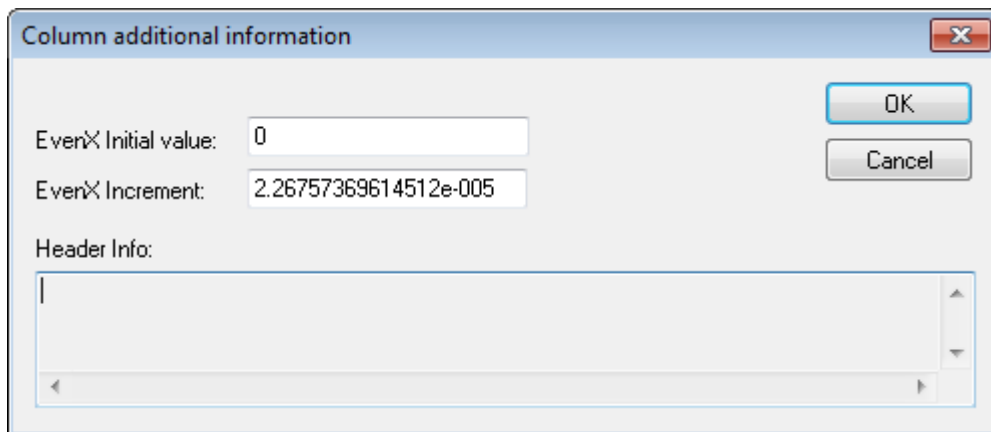 Column additional information
OK
EvenX Initial value: 0
Cancel
EvenX Increment: 2.26757369614512e-005
Header Info: